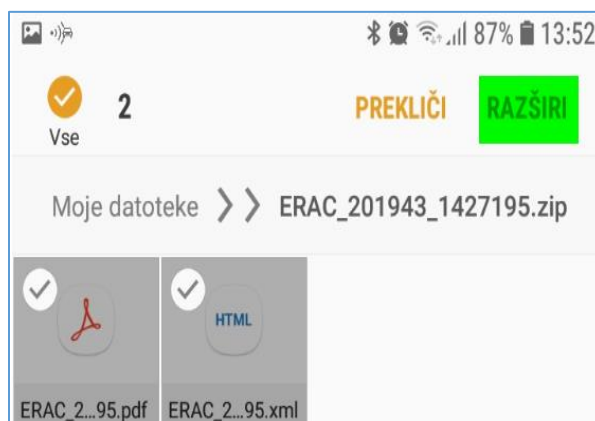 87% 13:52
Vse 2 PREKLIČI RAZŠIRI
Moje datoteke ERAC_201943_1427195.zip
HTML
ERAC_2...95.pdf ERAC_2...95.xml